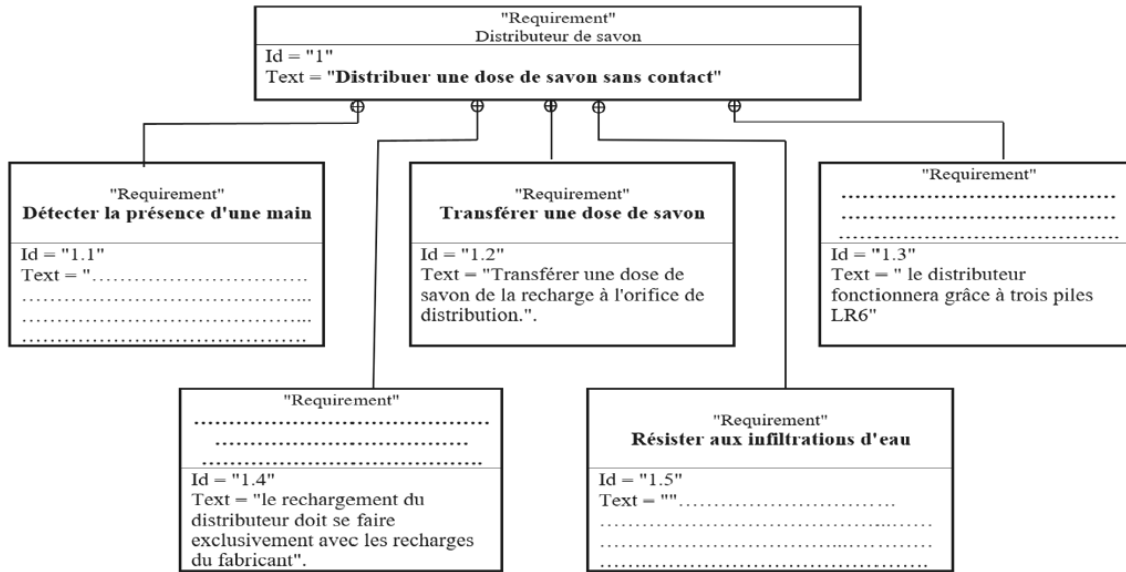 "Requirement"
Distributeur de savon
Id = "1"
Text = "Distribuer une dose de savon sans contact"
"Requirement"
Détecter la présence d'une main
Id = "1.1"
Text = "..............................
........................................
........................................
........................................
"Requirement"
Transférer une dose de savon
Id = "1.2"
Text = "Transférer une dose de
savon de la recharge à l'orifice de
distribution.".
"Requirement"
........................................
........................................
........................................
Id = "1.3"
Text = " le distributeur
fonctionnera grâce à trois piles
LR6"
"Requirement"
........................................
...................................
........................................
Id = "1.4"
Text = "le rechargement du
distributeur doit se faire
exclusivement avec les recharges
du fabricant".
"Requirement"
Résister aux infiltrations d'eau
Id = "1.5"
Text = ""..............................
........................................
........................................
........................................